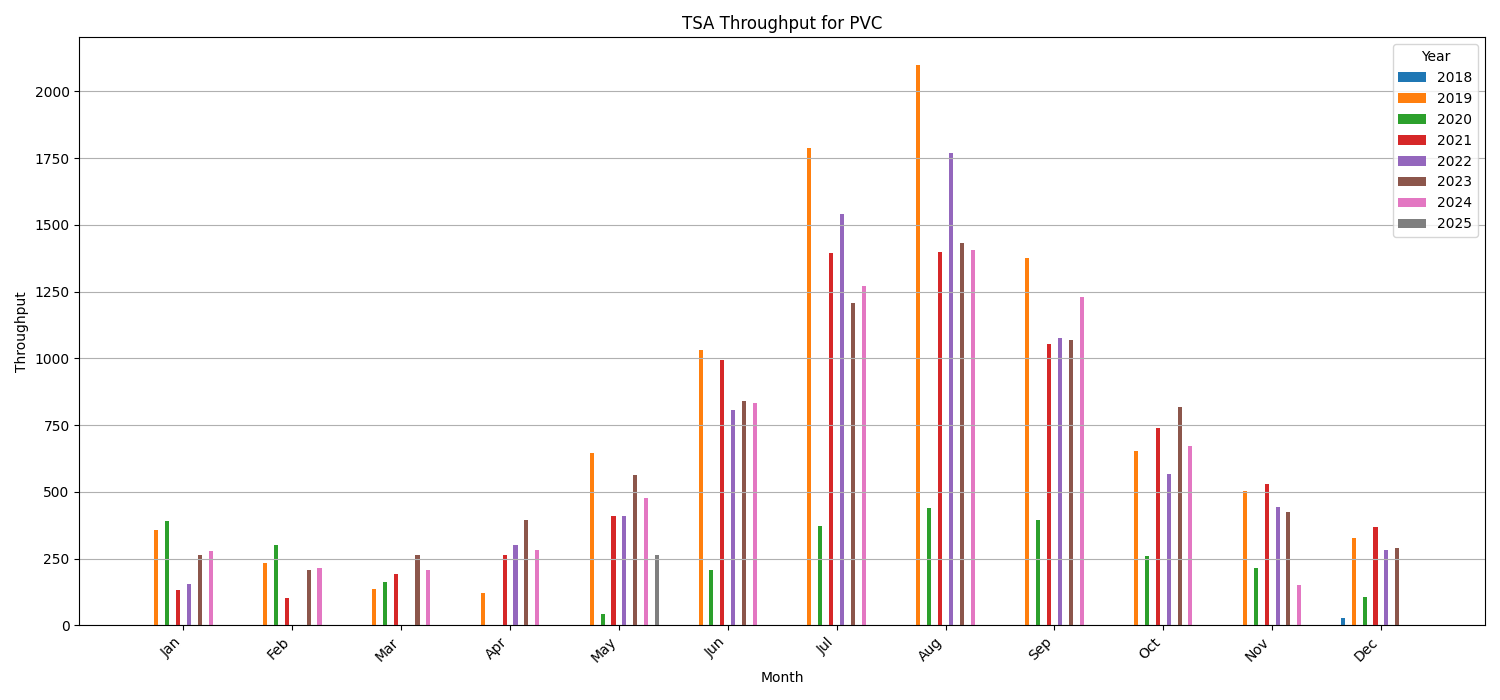 TSA Throughput for PVC
Year
2018
2019
2020
2021
2022
2023
2024
2025
Throughput
2000
1750
1500
1250
1000
750
500
250
0
Jan
Feb
Mar
Apr
May
Jun
Jul
Aug
Sep
Oct
Nov
Dec
Month